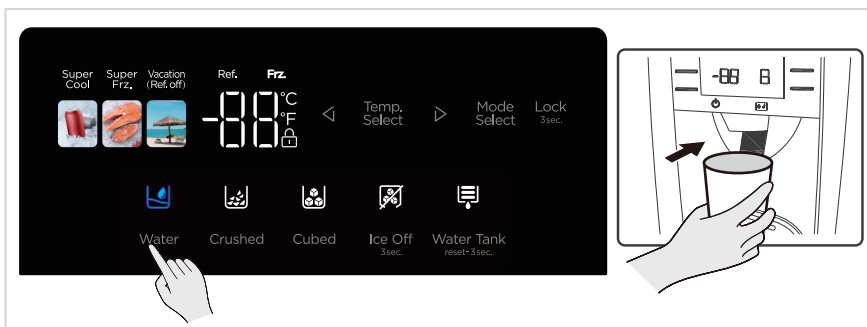 Super
Cool
Super
Frz.
Vacation
(Ref. off)
Ref.
Frz.
-88
°C
°F
Temp.
Select
Mode
Select
Lock
3sec.
Water
Crushed
Cubed
Ice Off
3sec.
Water Tank
reset-3sec.
-88 8